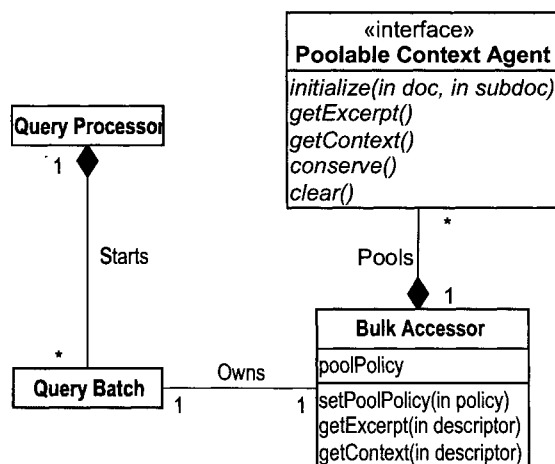 «interface»
Poolable Context Agent
initialize(in doc, in subdoc)
getExcerpt()
getContext()
conserve()
clear()
Query Processor
1
*
Starts
Pools
1
Bulk Accessor
poolPolicy
*
Owns
Query Batch
1
1
setPoolPolicy(in policy)
getExcerpt(in descriptor)
getContext(in descriptor)